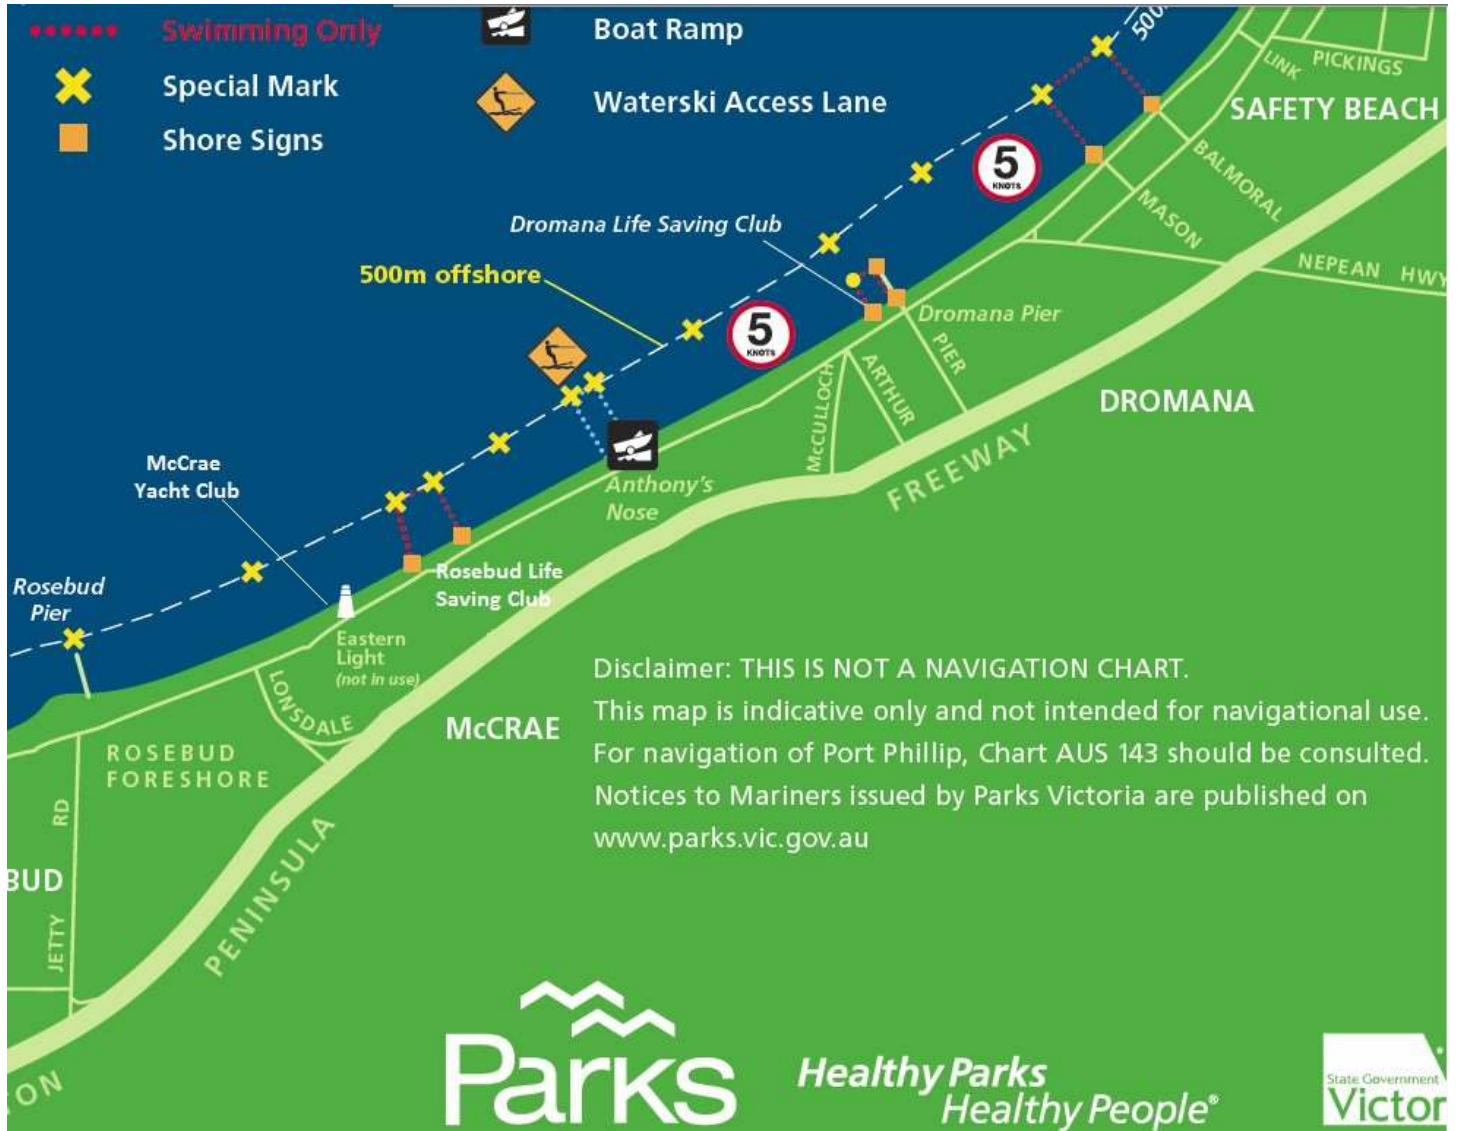 Swimming Only
Special Mark
Shore Signs
Boat Ramp
Waterski Access Lane
500
LINK
PICKINGS
SAFETY BEACH
BALMORAL
MASON
NEPEAN HWY
5
KNOTS
Dromana Life Saving Club
500m offshore
5
KNOTS
Dromana Pier
PIER
ARTHUR
McCULLOCH
DROMANA
FREEWAY
Anthony's
Nose
McCrae
Yacht Club
Rosebud
Pier
Rosebud Life
Saving Club
Eastern
Light
(not in use)
LONSDALE
McCRAE
ROSEBUD
FORESHORE
JETTY RD
BUD
PENINSULA
ON
Disclaimer: THIS IS NOT A NAVIGATION CHART.
This map is indicative only and not intended for navigational use.
For navigation of Port Phillip, Chart AUS 143 should be consulted.
Notices to Mariners issued by Parks Victoria are published on
www.parks.vic.gov.au
Parks
Healthy Parks
Healthy People®
State Government
Victor